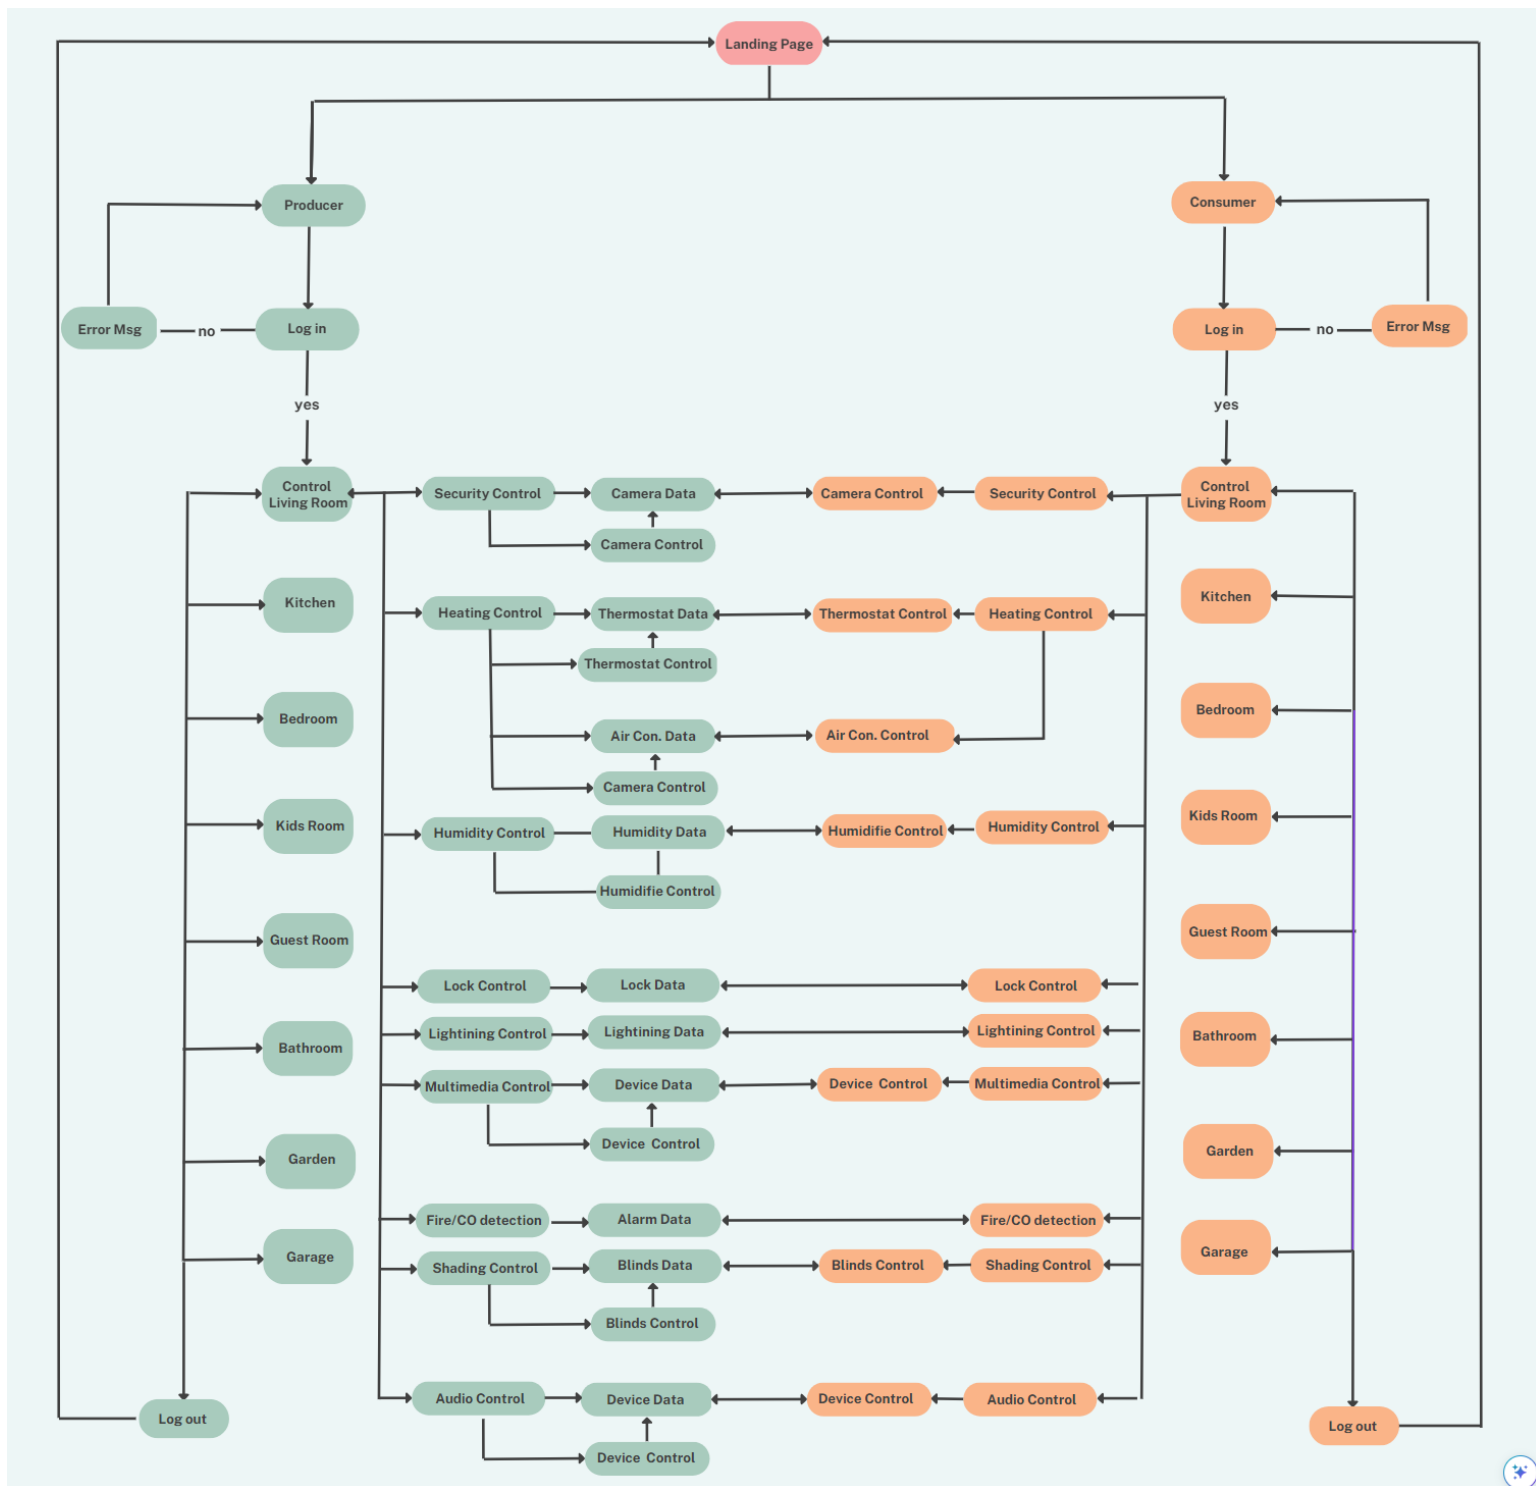 Landing Page
Producer
Consumer
Error Msg
no
Log in
Log in
no
Error Msg
yes
yes
Control
Living Room
Security Control
Camera Data
Camera Control
Security Control
Control
Living Room
Camera Control
Kitchen
Heating Control
Thermostat Data
Thermostat Control
Heating Control
Kitchen
Thermostat Control
Bedroom
Air Con. Data
Air Con. Control
Bedroom
Camera Control
Kids Room
Humidity Control
Humidity Data
Humidifie Control
Humidity Control
Kids Room
Humidifie Control
Guest Room
Guest Room
Lock Control
Lock Data
Lock Control
Lightining Control
Lightining Data
Lightining Control
Bathroom
Bathroom
Multimedia Control
Device Data
Device Control
Multimedia Control
Device Control
Garden
Garden
Fire/CO detection
Alarm Data
Fire/CO detection
Garage
Shading Control
Blinds Data
Blinds Control
Shading Control
Garage
Blinds Control
Log out
Audio Control
Device Data
Device Control
Audio Control
Log out
Device Control